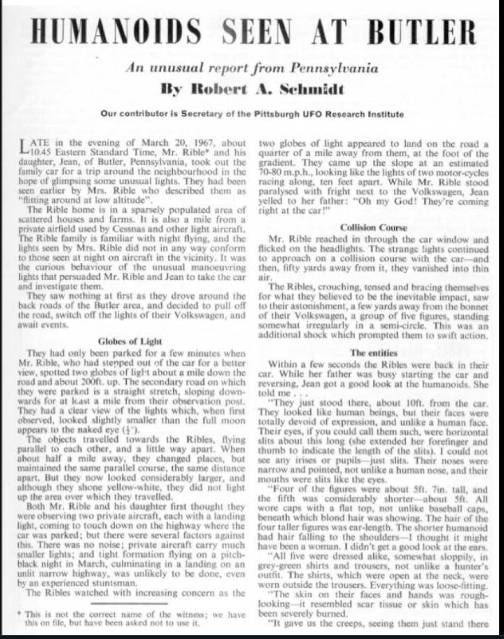 HUMANOIDS SEEN AT BUTLER
An unusual report from Pennsylvania
By Robert A. Schmidt
Our contributor is Secretary of the Pittsburgh UFO Research Institute
LATE in the evening of March 20, 1967, about
10.45 Eastern Standard Time, Mr. Rible* and his
daughter, Jean, of Butler, Pennsylvania, took out the
family car for a trip around the neighbourhood in the
hope of glimpsing some unusual lights. They had been
seen earlier by Mrs. Rible who described them as
"flitting around at low altitude".
The Rible home is in a sparsely populated area of
scattered houses and farms. It is also a mile from a
private airfield used by Cessnas and other light aircraft.
The Rible family is familiar with night flying, and the
lights seen by Mrs. Rible did not in any way conform
to those seen at night on aircraft in the vicinity. It was
the curious behaviour of the unusual manoeuvring
lights that persuaded Mr. Rible and Jean to take the car
and investigate them.
They saw nothing at first as they drove around the
back roads of the Butler area, and decided to pull off
the road, switch off the lights of their Volkswagen, and
await events.
Globes of Light
They had only been parked for a few minutes when
Mr. Rible, who had stepped out of the car for a better
view, spotted two globes of light about a mile down the
road and about 200ft. up. The secondary road on which
they were parked is a straight stretch, sloping down-
wards for at least a mile from their observation post.
They had a clear view of the lights which, when first
observed, looked slightly smaller than the full moon
appears to the naked eye (½°).
The objects travelled towards the Ribles, flying
parallel to each other, and a little way apart. When
about half a mile away, they changed places, but
maintained the same parallel course, the same distance
apart. But they now looked considerably larger, and
although they shone yellow-white, they did not light
up the area over which they travelled.
Both Mr. Rible and his daughter first thought they
were observing two private aircraft, each with a landing
light, coming to touch down on the highway where the
car was parked; but there were several factors against
this. There was no noise; private aircraft carry much
smaller lights; and tight formation flying on a pitch-
black night in March, culminating in a landing on an
unlit narrow highway, was unlikely to be done, even
by an experienced stuntsman.
The Ribles watched with increasing concern as the
* This is not the correct name of the witness; we have
this on file, but have been asked not to use it.
two globes of light appeared to land on the road a
quarter of a mile away from them, at the foot of the
gradient. They came up the slope at an estimated
70-80 m.p.h., looking like the lights of two motor-cycles
racing along, ten feet apart. While Mr. Rible stood
paralysed with fright next to the Volkswagen, Jean
yelled to her father: "Oh my God! They're coming
right at the car!"
Collision Course
Mr. Rible reached in through the car window and
flicked on the headlights. The strange lights continued
to approach on a collision course with the car—and
then, fifty yards away from it, they vanished into thin
air.
The Ribles, crouching, tensed and bracing themselves
for what they believed to be the inevitable impact, saw
to their astonishment, a few yards away from the bonnet
of their Volkswagen, a group of five figures, standing
somewhat irregularly in a semi-circle. This was an
additional shock which prompted them to swift action.
The entities
Within a few seconds the Ribles were back in their
car. While her father was busy starting the car and
reversing, Jean got a good look at the humanoids. She
told me . . .
"They just stood there, about 10ft. from the car.
They looked like human beings, but their faces were
totally devoid of expression, and unlike a human face.
Their eyes, if you could call them such, were horizontal
slits about this long (she extended her forefinger and
thumb to indicate the length of the slits). I could not
see any irises or pupils—just slits. Their noses were
narrow and pointed, not unlike a human nose, and their
mouths were slits like the eyes.
"Four of the figures were about 5ft. 7in. tall, and
the fifth was considerably shorter—about 5ft. All
wore caps with a flat top, not unlike baseball caps,
beneath which blond hair was showing. The hair of the
four taller figures was ear-length. The shorter humanoid
had hair falling to the shoulders—I thought it might
have been a woman. I didn't get a good look at the ears.
"All five were dressed alike, somewhat sloppily, in
grey-green shirts and trousers, not unlike a hunter's
outfit. The shirts, which were open at the neck, were
worn outside the trousers. Everything was loose-fitting.
"The skin on their faces and hands was rough-
looking—it resembled scar tissue or skin which has
been severely burned.
"It gave us the creeps, seeing them just stand there